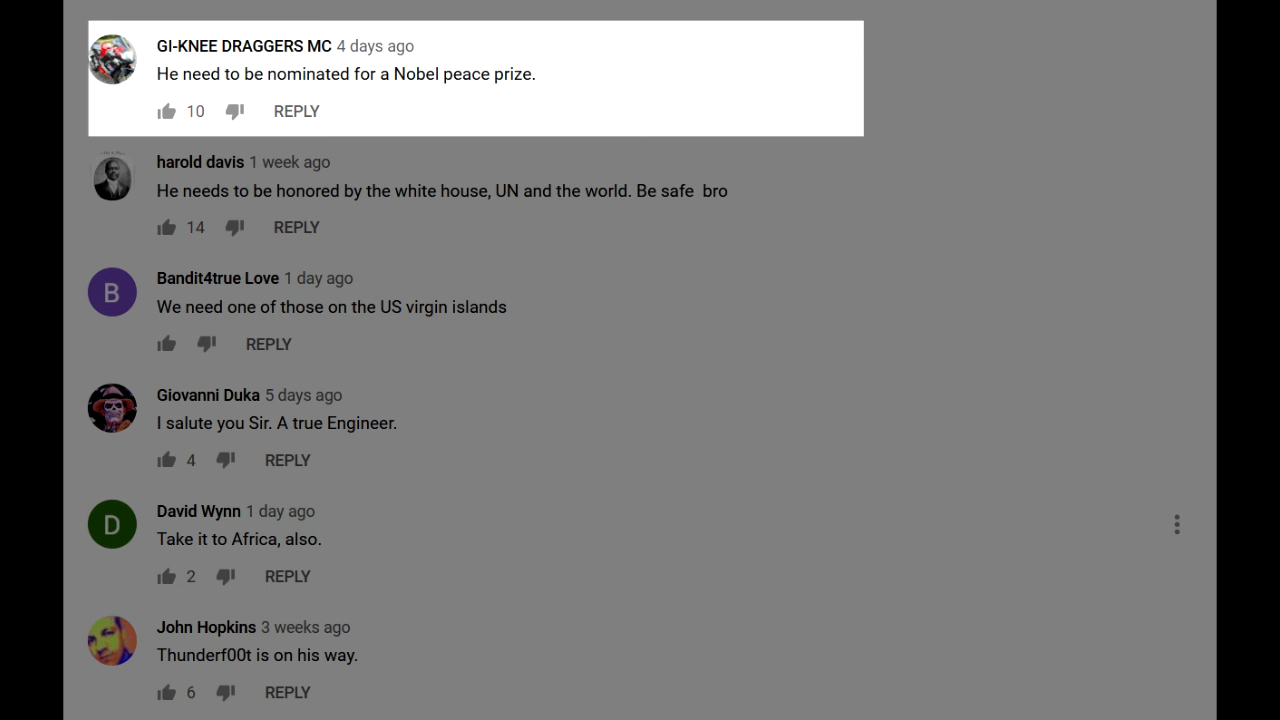 GI-KNEE DRAGGERS MC 4 days ago
He need to be nominated for a Nobel peace prize.
10 REPLY
harold davis 1 week ago
He needs to be honored by the white house, UN and the world. Be safe  bro
14 REPLY
B
Bandit4true Love 1 day ago
We need one of those on the US virgin islands
REPLY
Giovanni Duka 5 days ago
I salute you Sir. A true Engineer.
4 REPLY
D
David Wynn 1 day ago
Take it to Africa, also.
2 REPLY
John Hopkins 3 weeks ago
Thunderf00t is on his way.
6 REPLY